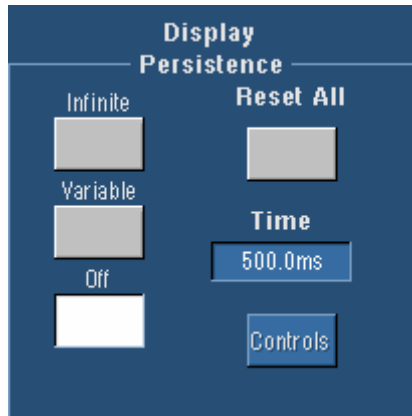 Display
Persistence
Infinite
Reset All
Variable
Time
500.0ms
Off
Controls